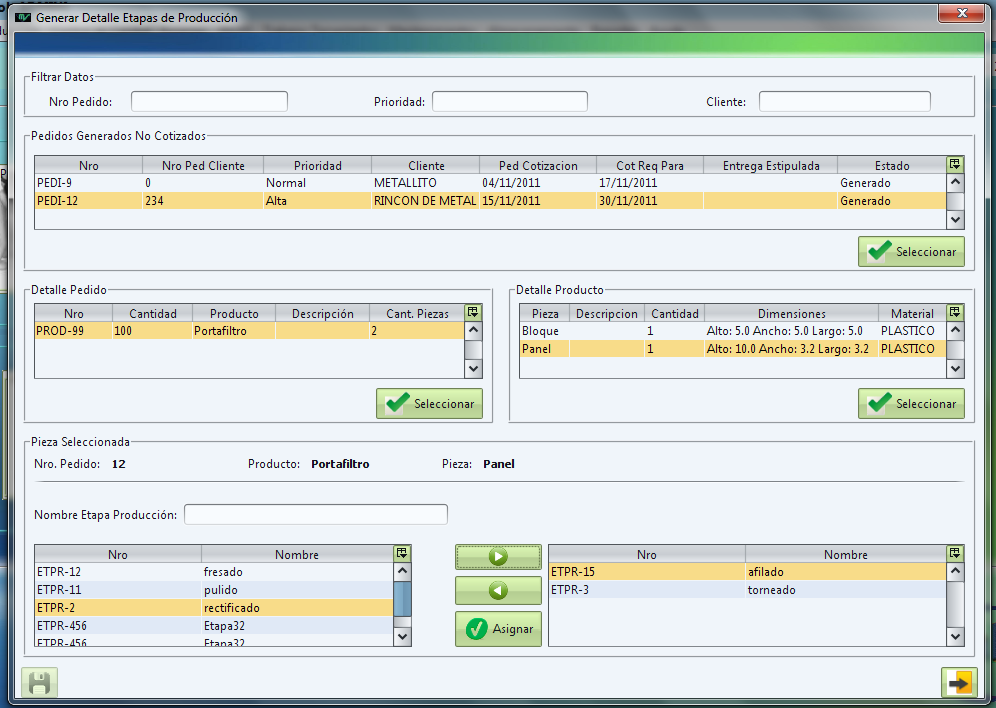 Generar Detalle Etapas de Producción
Filtrar Datos
Nro Pedido: Prioridad: Cliente:
Pedidos Generados No Cotizados
Nro Nro Ped Cliente Prioridad Cliente Ped Cotizacion Cot Req Para Entrega Estipulada Estado
PEDI-9 0 Normal METALLITO 04/11/2011 17/11/2011 Generado
PEDI-12 234 Alta RINCON DE METAL 15/11/2011 30/11/2011 Generado
Seleccionar
Detalle Pedido
Nro Cantidad Producto Descripción Cant. Piezas
PROD-99 100 Portafiltro 2
Seleccionar
Detalle Producto
Pieza Descripcion Cantidad Dimensiones Material
Bloque 1 Alto: 5.0 Ancho: 5.0 Largo: 5.0 PLASTICO
Panel 1 Alto: 10.0 Ancho: 3.2 Largo: 3.2 PLASTICO
Seleccionar
Pieza Seleccionada
Nro. Pedido: 12 Producto: Portafiltro Pieza: Panel
Nombre Etapa Producción:
Nro Nombre
ETPR-12 fresado
ETPR-11 pulido
ETPR-2 rectificado
ETPR-456 Etapa32
ETPR-456 Etapa32
Asignar
Nro Nombre
ETPR-15 afilado
ETPR-3 torneado